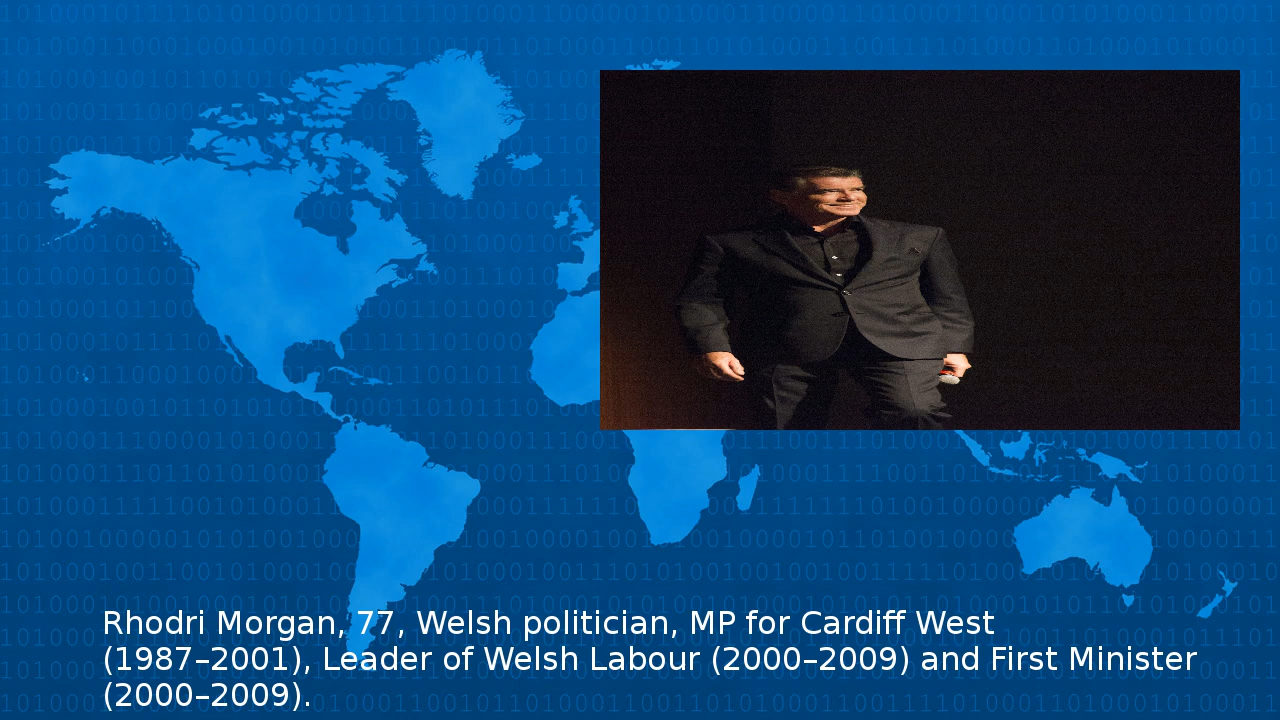 Rhodri Morgan, 77, Welsh politician, MP for Cardiff West
(1987–2001), Leader of Welsh Labour (2000–2009) and First Minister
(2000–2009).